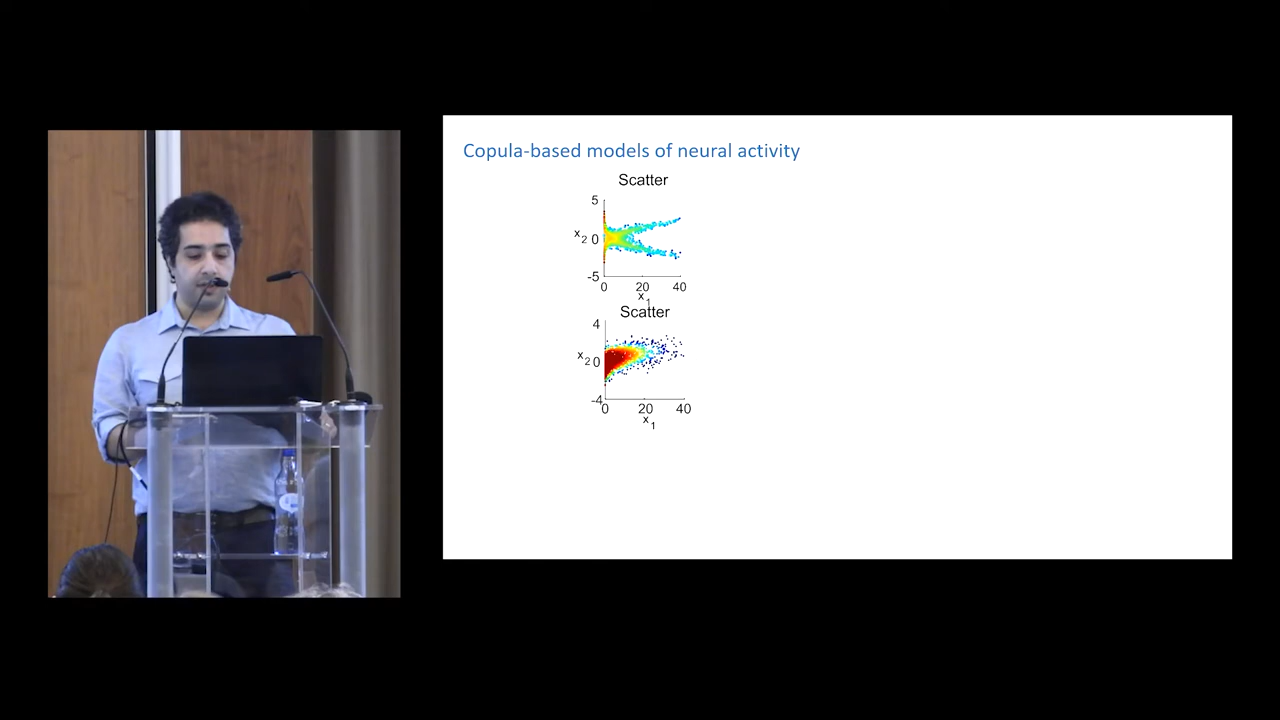 Copula-based models of neural activity
Scatter
5
x2 0
-5
0 20 40
x1
Scatter
4
x2 0
-4
0 20 40
x1